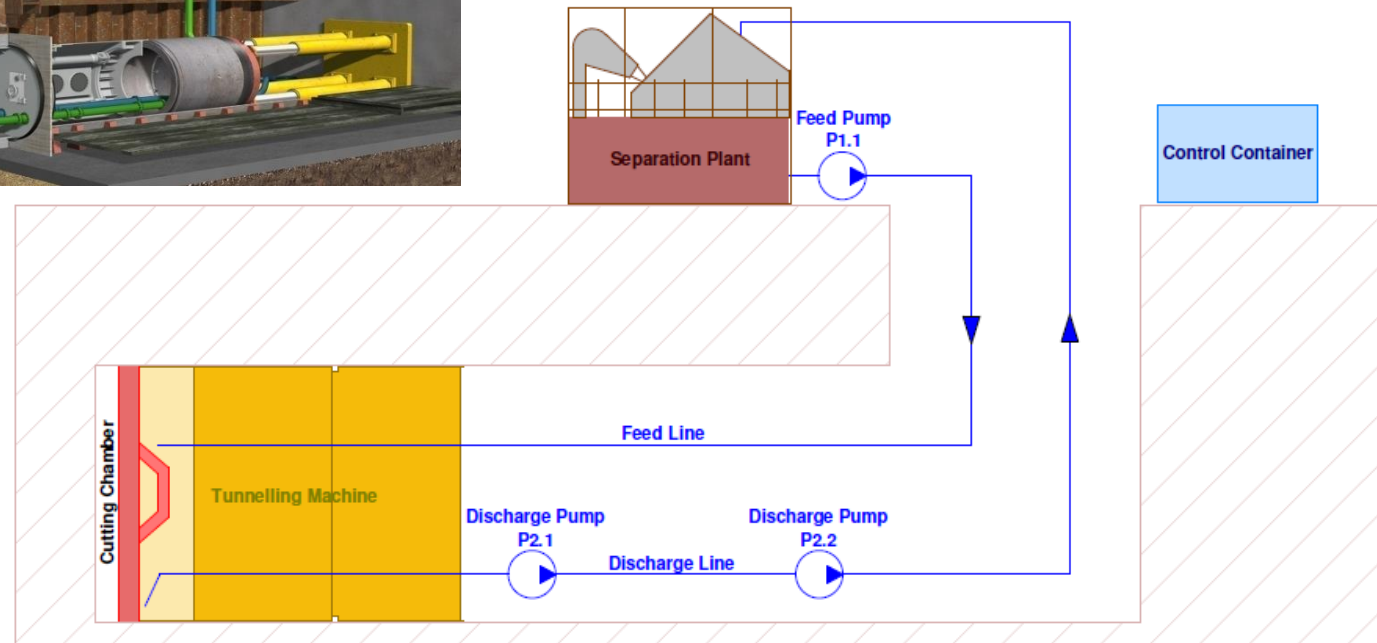 Feed Pump
P1.1
Separation Plant
Control Container
Feed Line
Cutting Chamber
Tunnelling Machine
Discharge Pump
P2.1
Discharge Line
Discharge Pump
P2.2